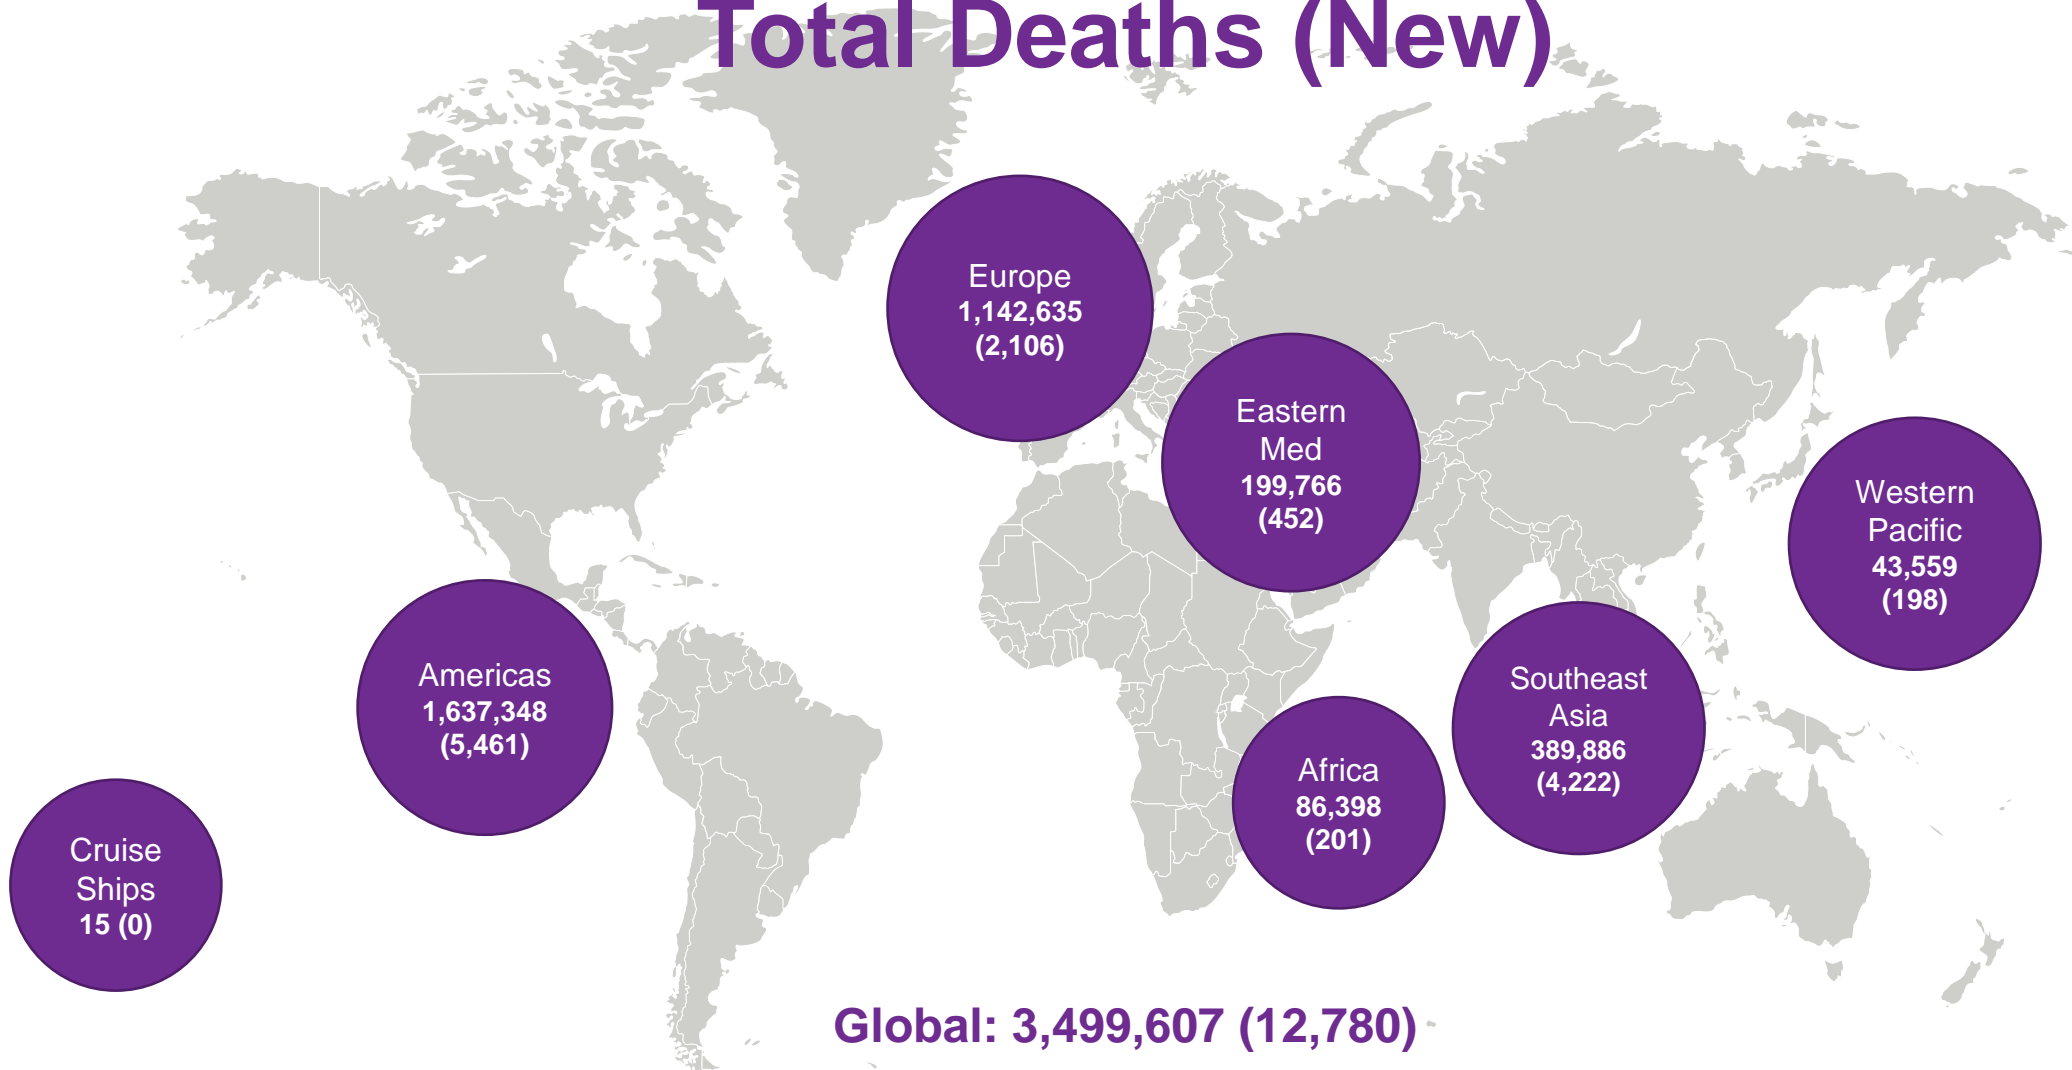 Total Deaths (New)
Europe
1,142,635
(2,106)
Eastern
Med
199,766
(452)
Western
Pacific
43,559
(198)
Americas
1,637,348
(5,461)
Southeast
Asia
389,886
(4,222)
Africa
86,398
(201)
Cruise
Ships
15 (0)
Global: 3,499,607 (12,780)